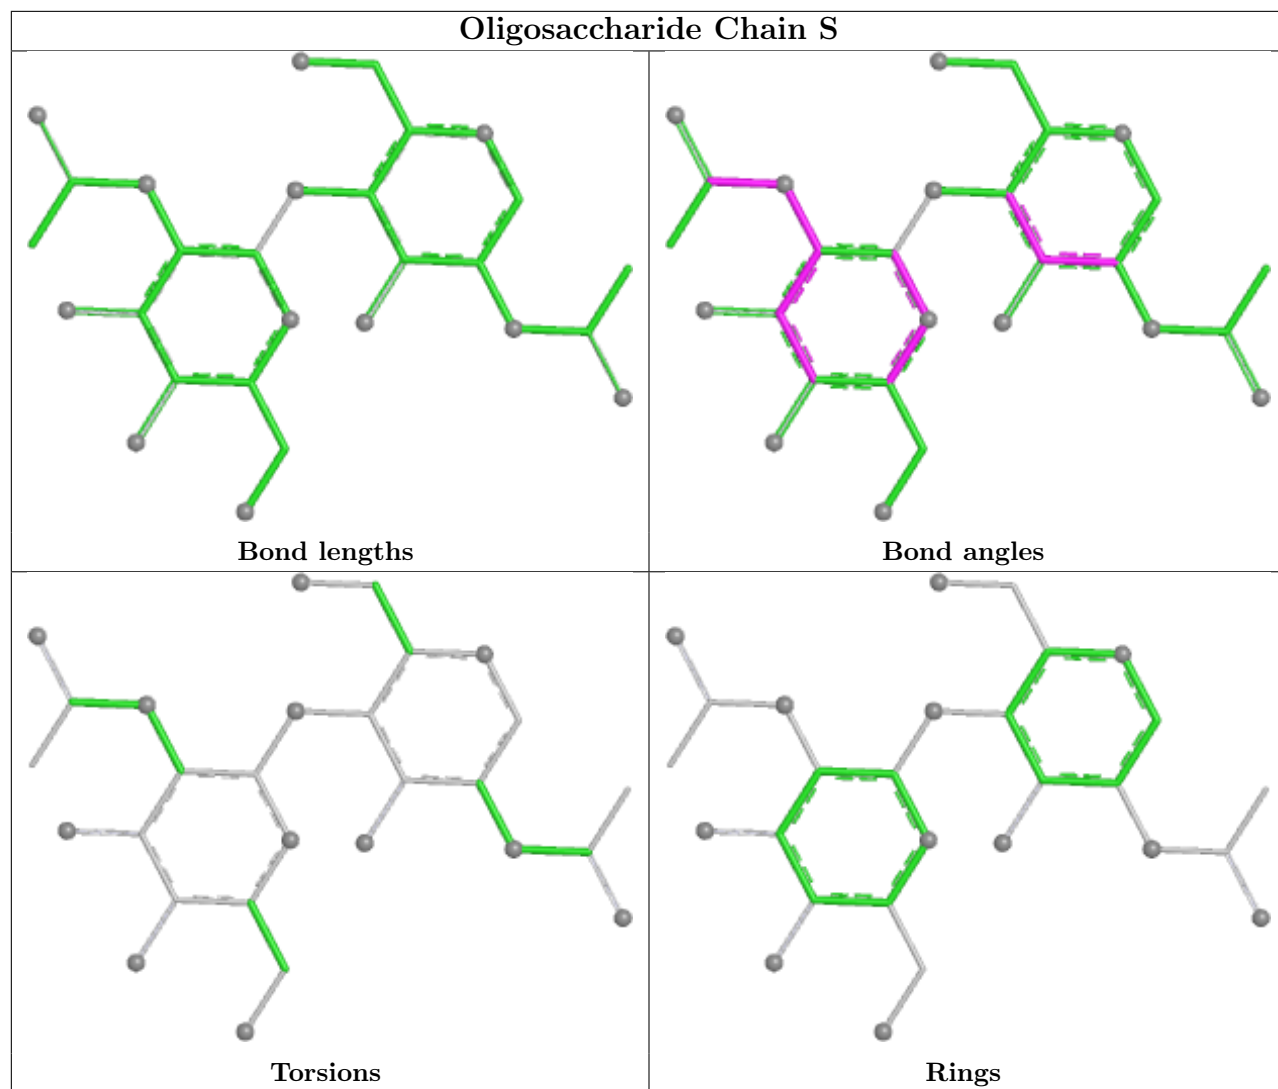 Oligosaccharide Chain S
Bond lengths
Bond angles
Torsions
Rings